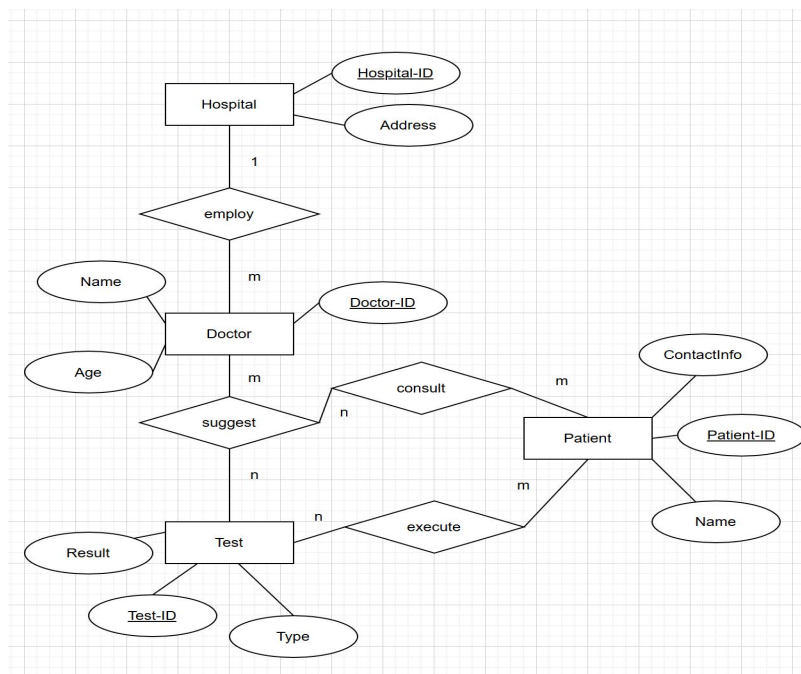 Hospital-ID
Hospital
Address
1
employ
m
Name
Doctor-ID
Doctor
Age
ContactInfo
m
consult
m
n
suggest
Patient
Patient-ID
n
m
n
execute
Name
Test
Result
Test-ID
Type